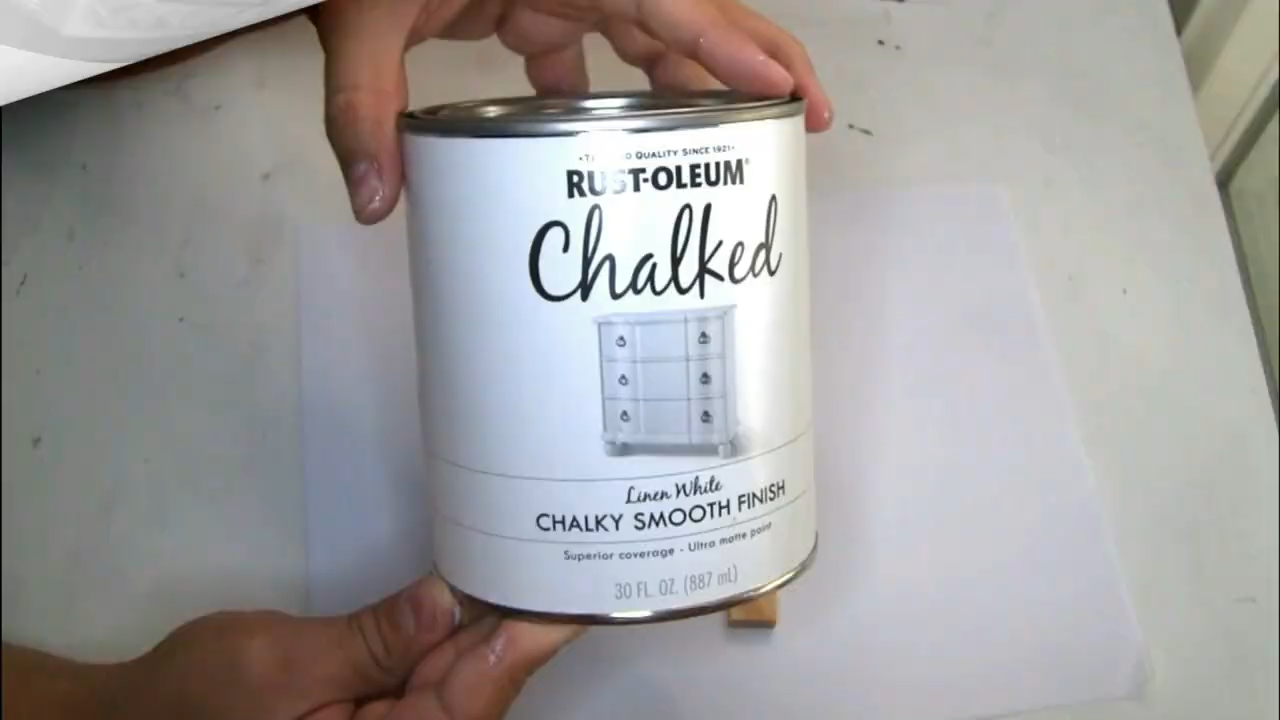 QUALITY SINCE 1921
RUST-OLEUM®
Chalked
Linen White
CHALKY SMOOTH FINISH
Superior coverage - Ultra matte paint
30 FL. OZ. (887 mL)